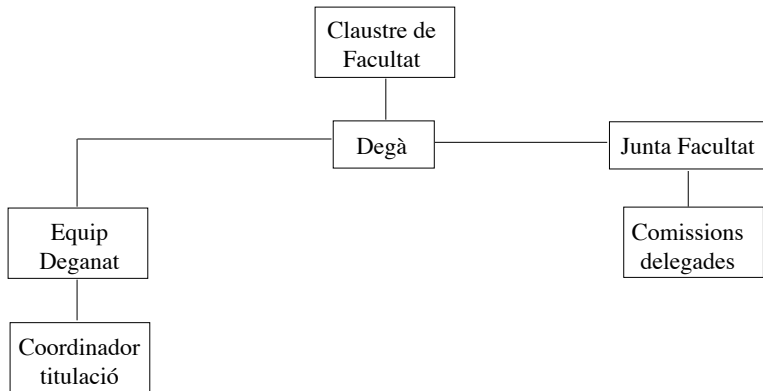 Claustre de
Facultat
Degà
Junta Facultat
Equip
Deganat
Comissions
delegades
Coordinador
titulació